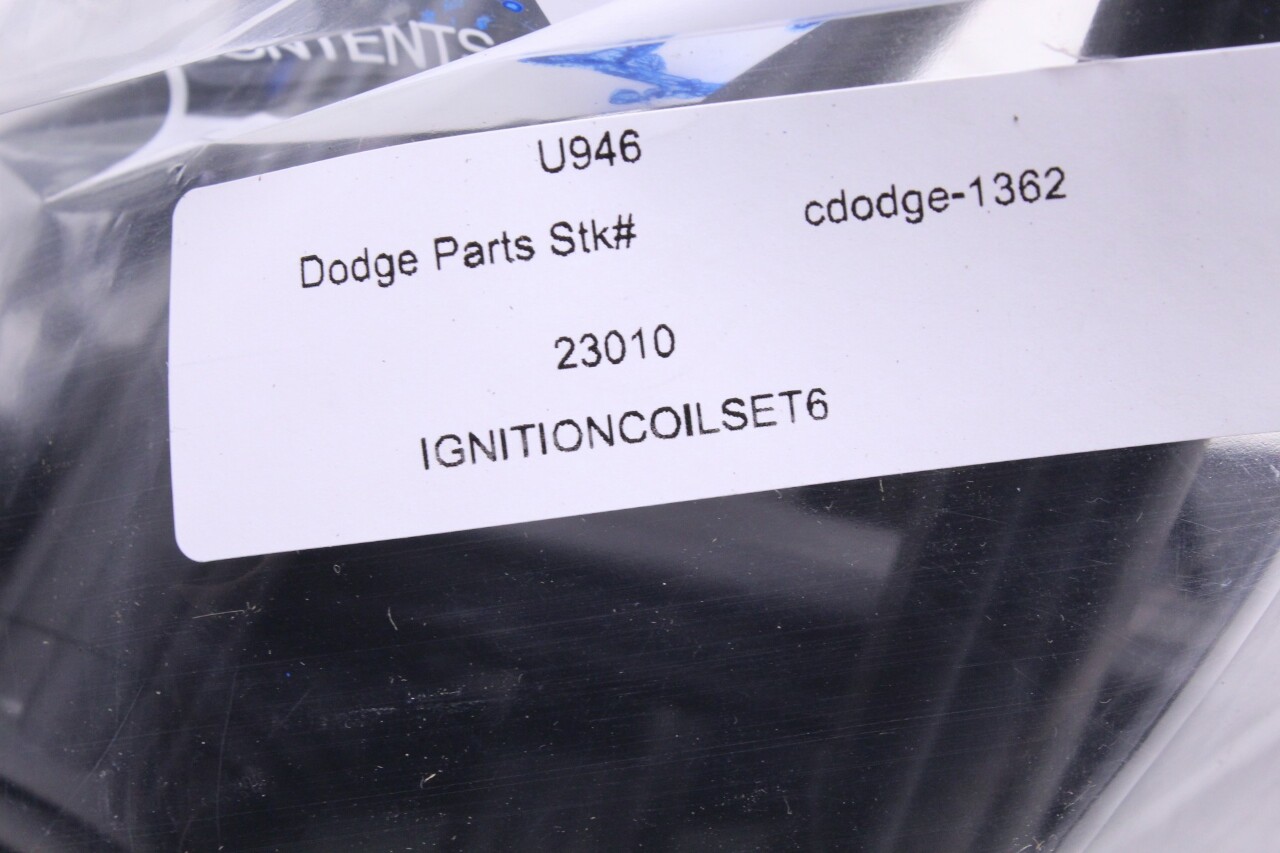 U946
Dodge Parts Stk# cdodge-1362
23010
IGNITIONCOILSET6